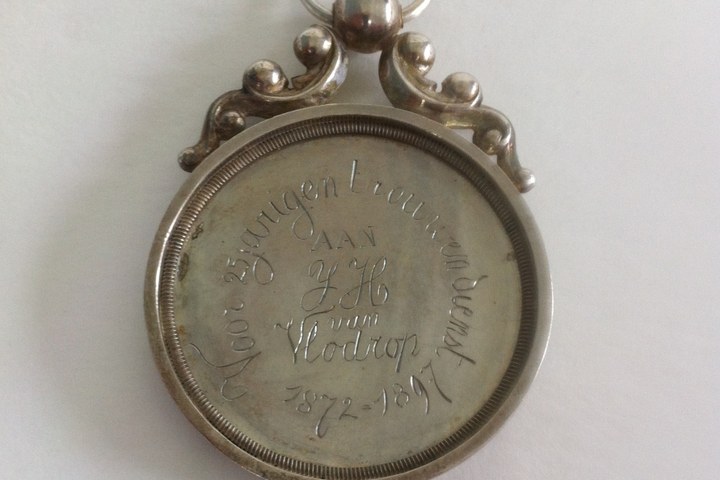 Voor 25 jarigen trouwen dienst
AAN
J H
van
Vlodrop
1872-1897